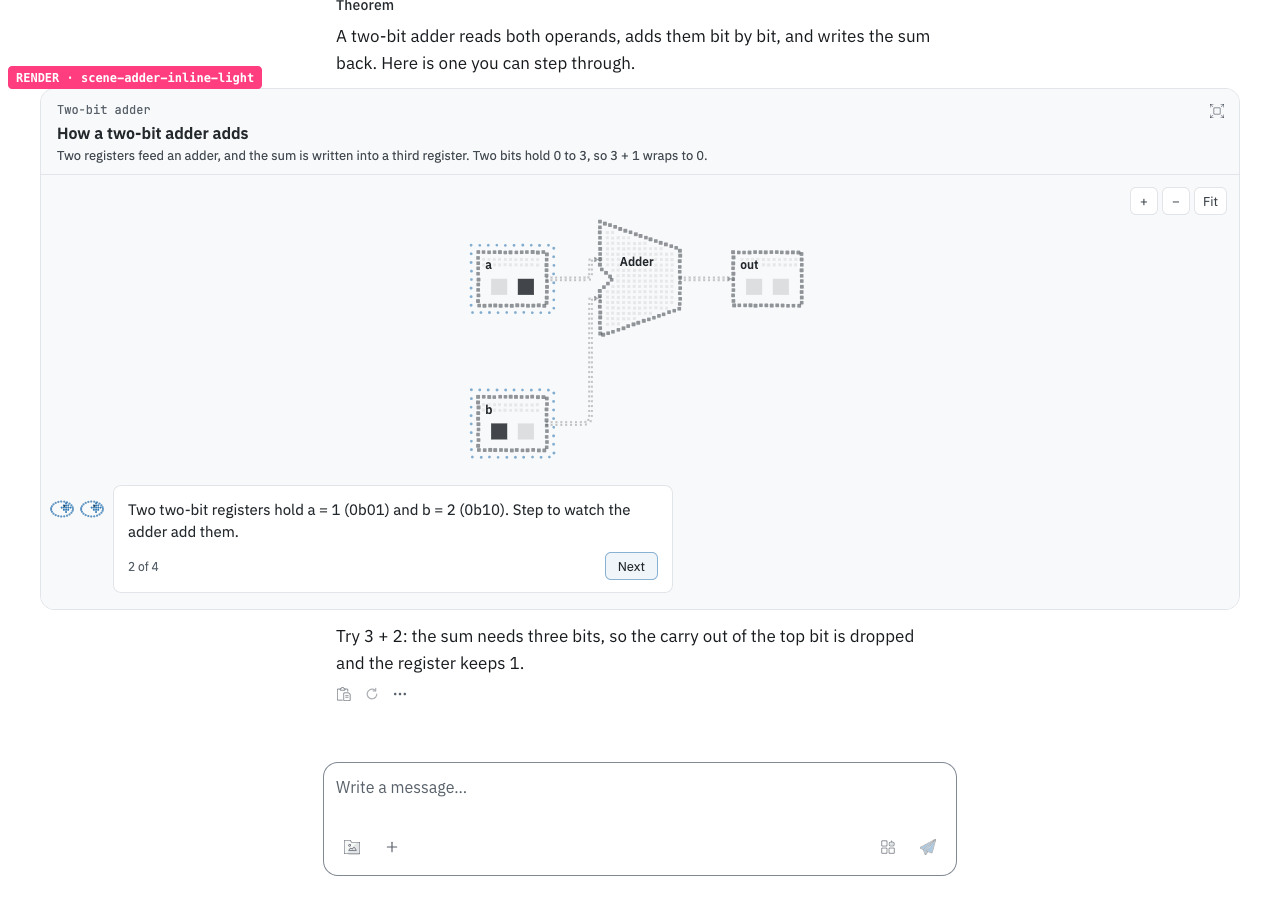 Theorem
A two-bit adder reads both operands, adds them bit by bit, and writes the sum
back. Here is one you can step through.
RENDER · scene-adder-inline-light
Two-bit adder
How a two-bit adder adds
Two registers feed an adder, and the sum is written into a third register. Two bits hold 0 to 3, so 3 + 1 wraps to 0.
+ − Fit
a
Adder
out
b
Two two-bit registers hold a = 1 (0b01) and b = 2 (0b10). Step to watch the
adder add them.
2 of 4
Next
Try 3 + 2: the sum needs three bits, so the carry out of the top bit is dropped
and the register keeps 1.
Write a message...